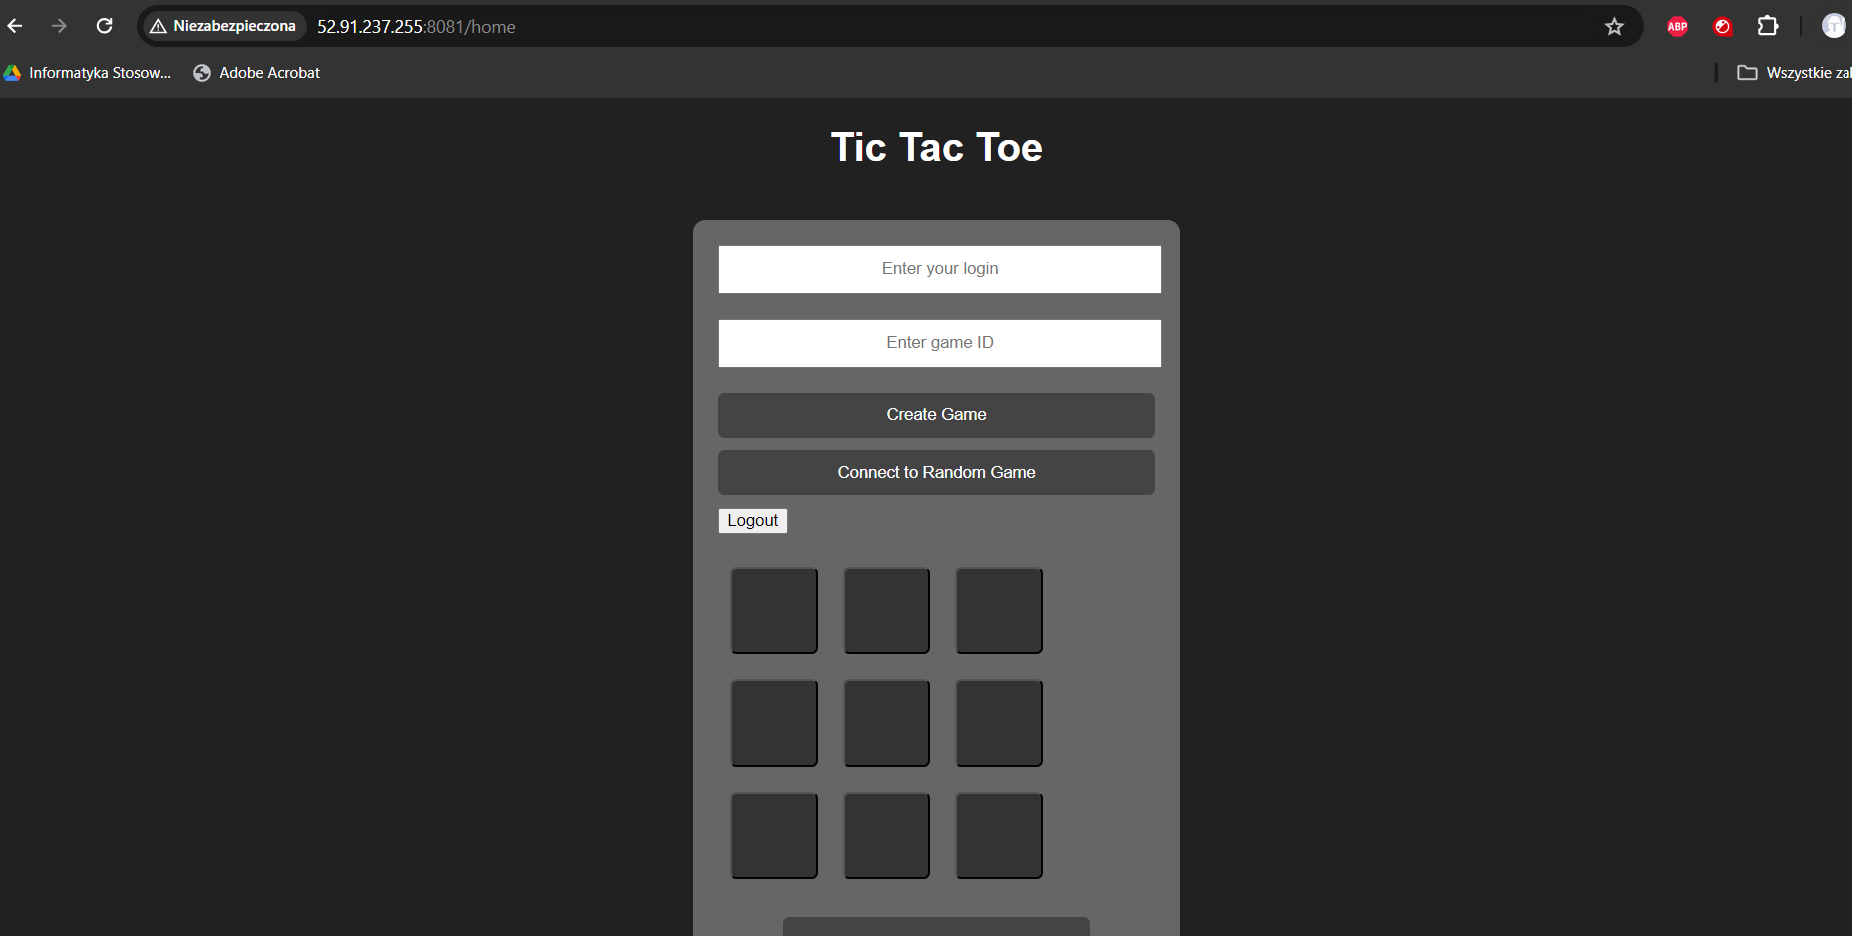 Niezabezpieczona 52.91.237.255:8081/home ABP
Informatyka Stosow... Adobe Acrobat Wszystkie zal
Tic Tac Toe
Enter your login
Enter game ID
Create Game
Connect to Random Game
Logout